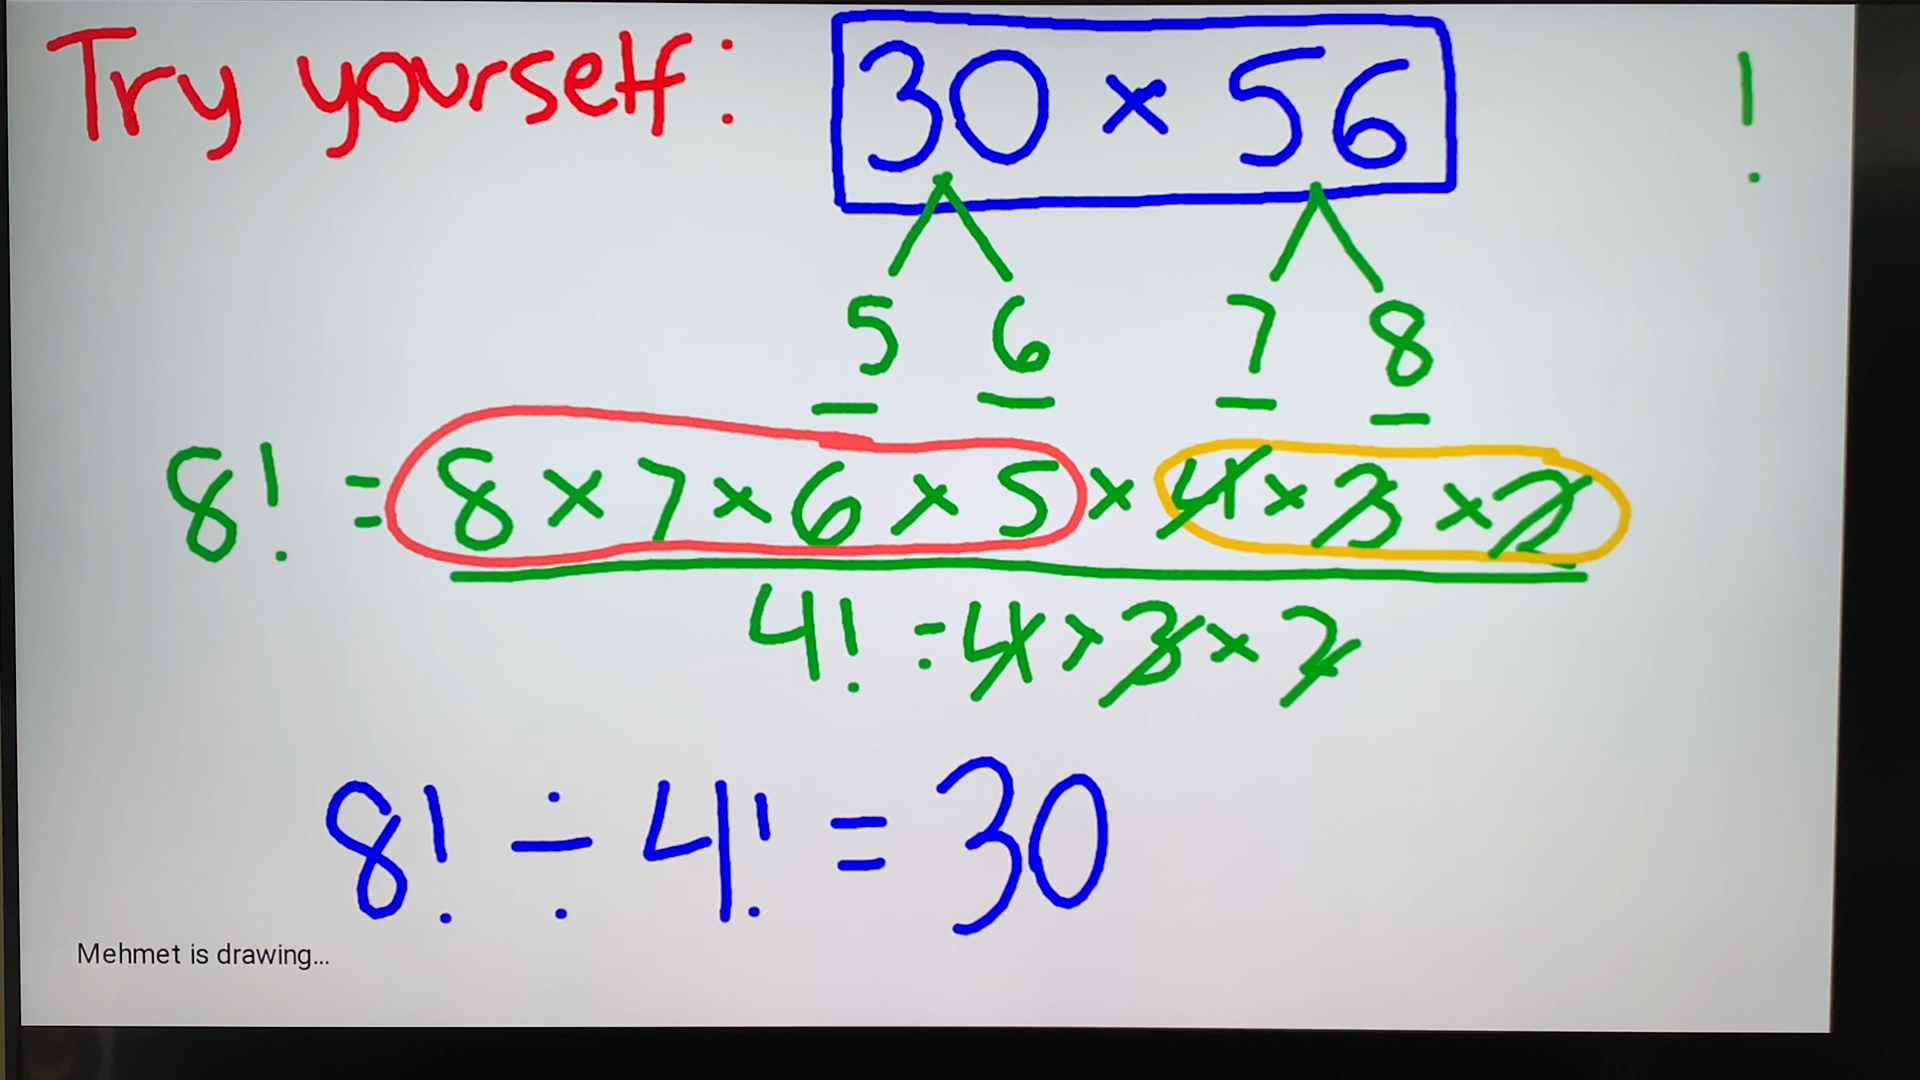 Try yourself: 30 × 56 !
5 6 7 8
8! = 8 × 7 × 6 × 5 × 4 × 3 × 2
4! = 4 × 3 × 2
8! ÷ 4! = 30
Mehmet is drawing...